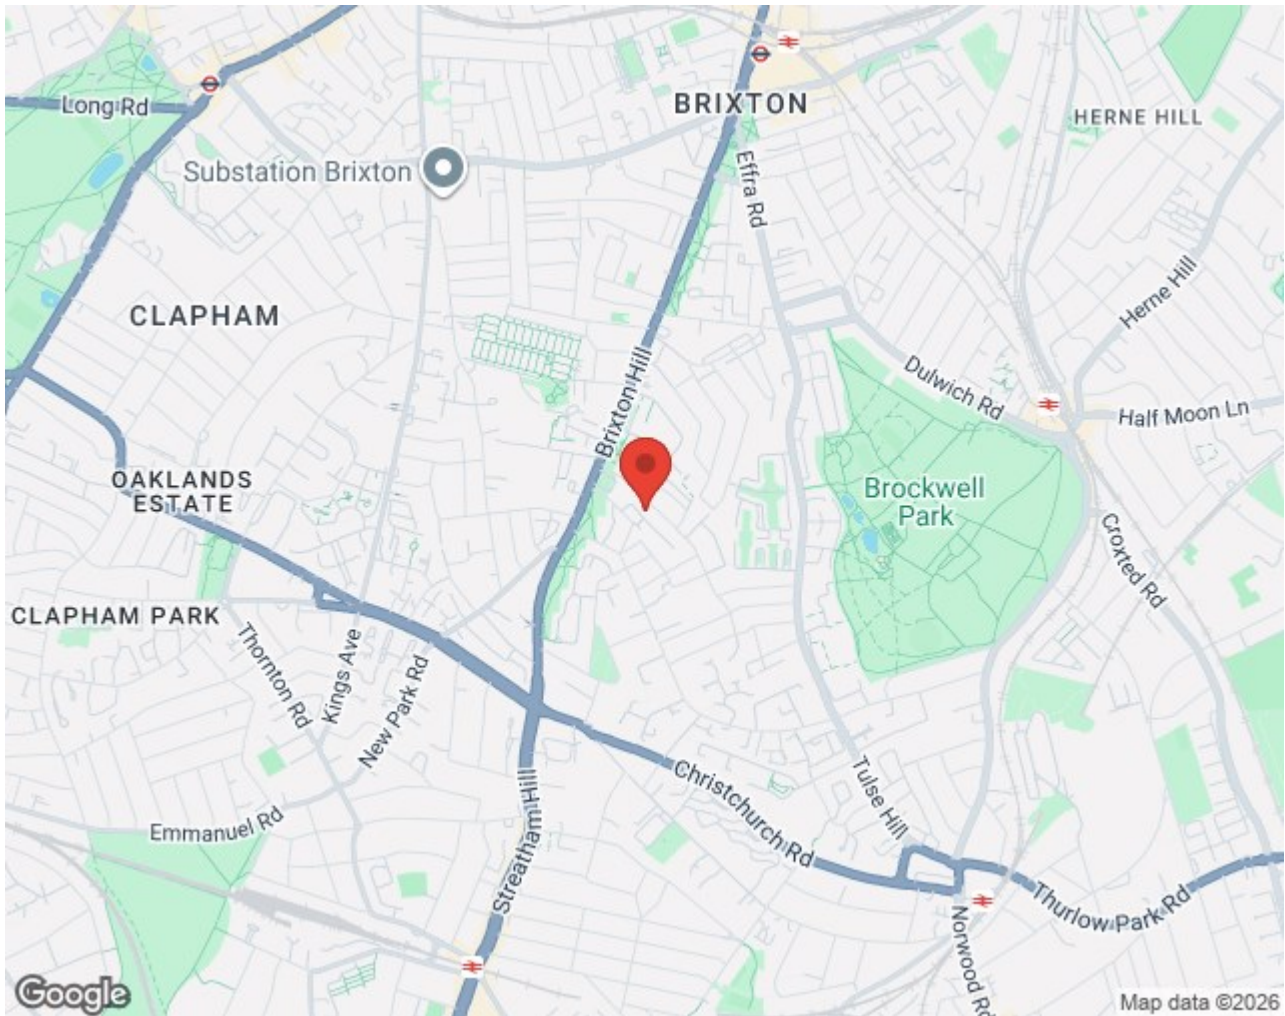 BRIXTON
Long Rd
HERNE HILL
Substation Brixton
Effra Rd
Herne Hill
CLAPHAM
Brixton Hill
Dulwich Rd
Half Moon Ln
OAKLANDS
ESTATE
Brockwell
Park
Croxted Rd
CLAPHAM PARK
Thornton Rd
Kings Ave
New Park Rd
Christchurch Rd
Tulse Hill
Streatham Hill
Emmanuel Rd
Thurlow Park Rd
Norwood Rd
Google
Map data ©2026